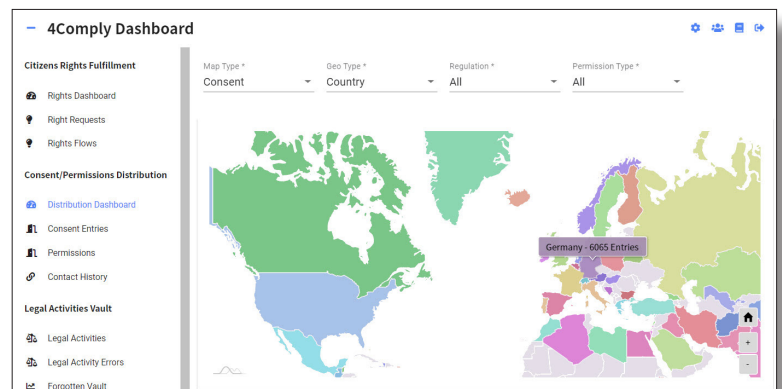 − 4Comply Dashboard
Citizens Rights Fulfillment
Rights Dashboard
Right Requests
Rights Flows
Consent/Permissions Distribution
Distribution Dashboard
Consent Entries
Permissions
Contact History
Legal Activities Vault
Legal Activities
Legal Activity Errors
Forgotten Vault
Map Type *
Consent
Geo Type *
Country
Regulation *
All
Permission Type *
All
Germany - 6065 Entries
+
-